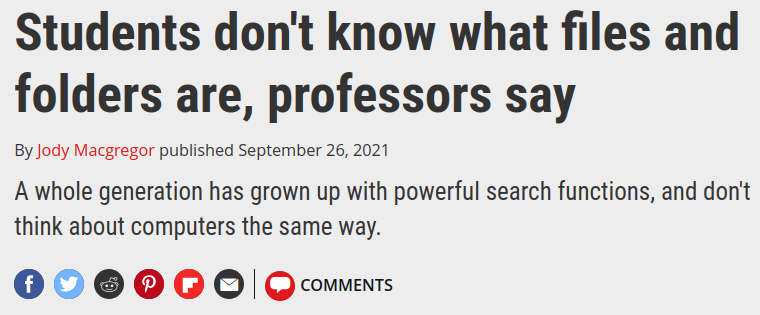 Students don't know what files and
folders are, professors say
By Jody Macgregor published September 26, 2021
A whole generation has grown up with powerful search functions, and don't
think about computers the same way.
COMMENTS